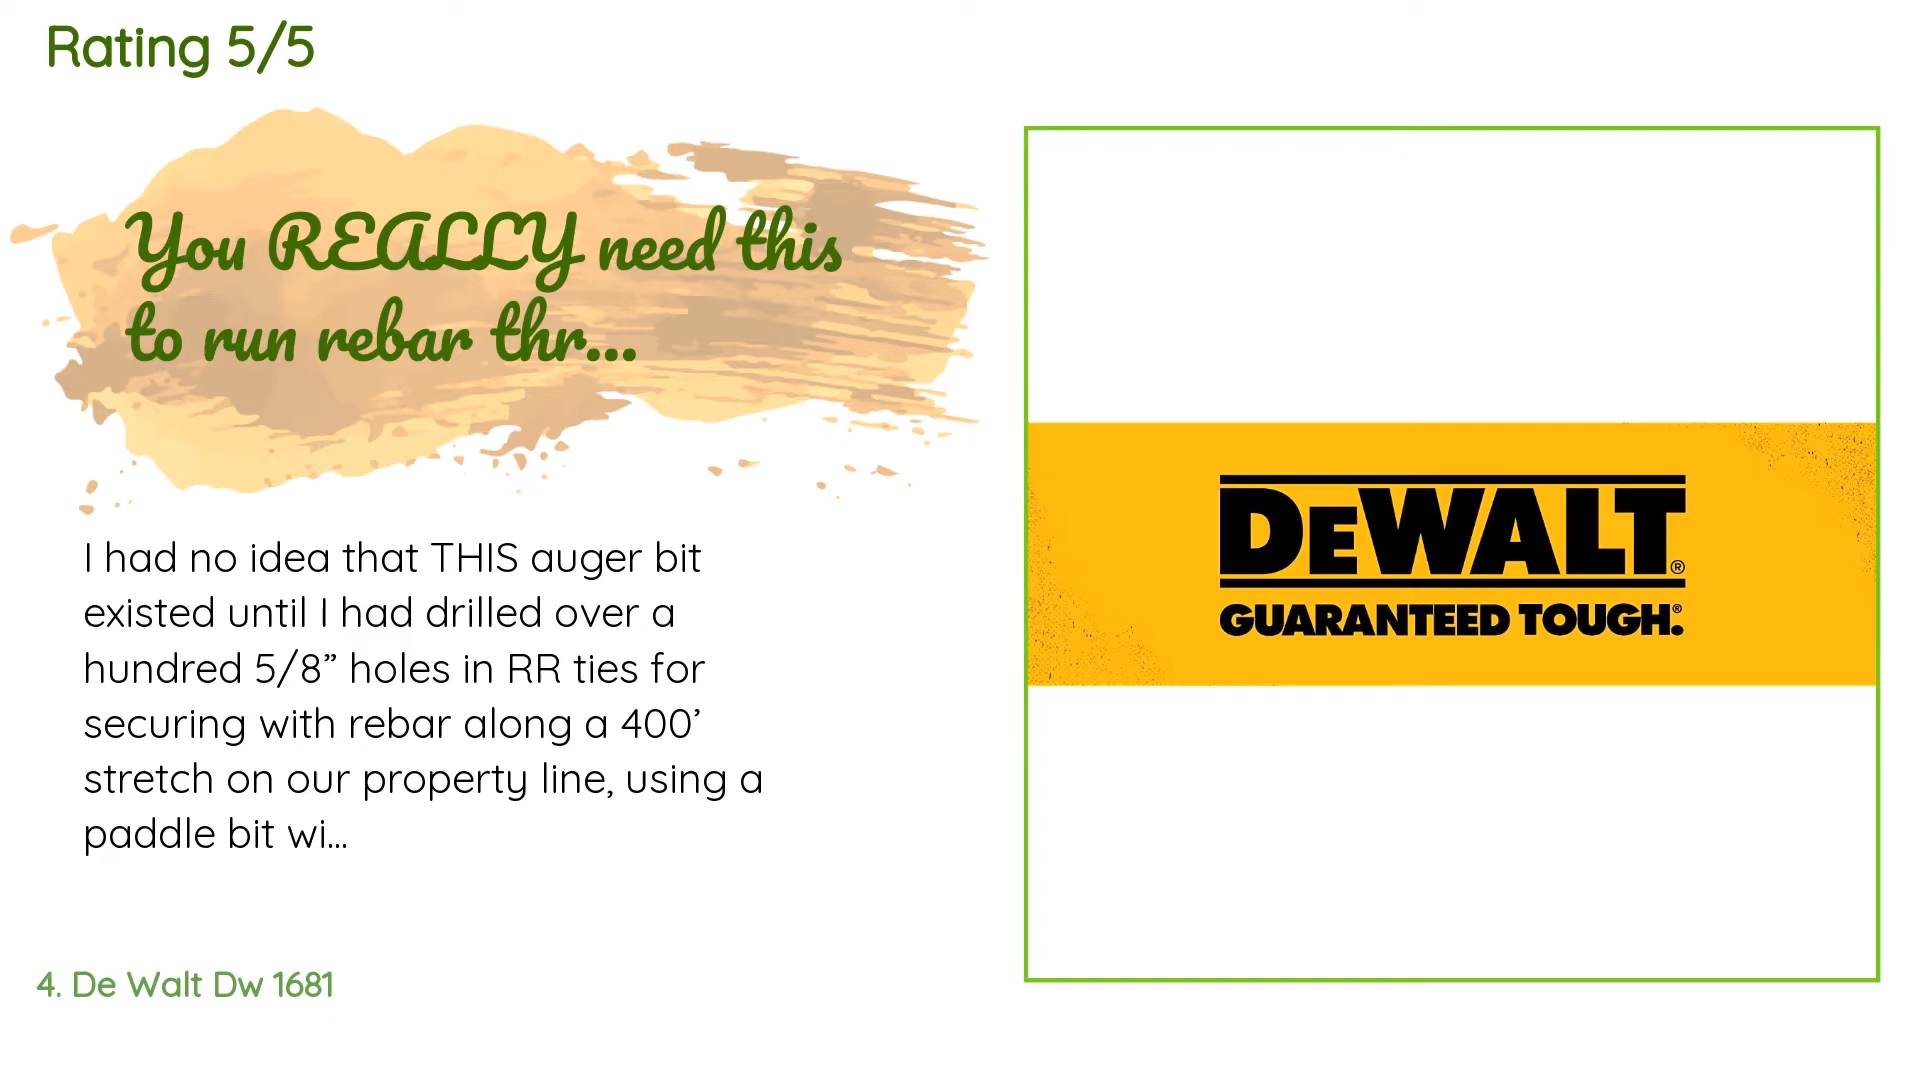 Rating 5/5
You REALLY need this
to run rebar thr...
I had no idea that THIS auger bit
existed until I had drilled over a
hundred 5/8” holes in RR ties for
securing with rebar along a 400’
stretch on our property line, using a
paddle bit wi...
DEWALT®
GUARANTEED TOUGH.®
4. De Walt Dw 1681